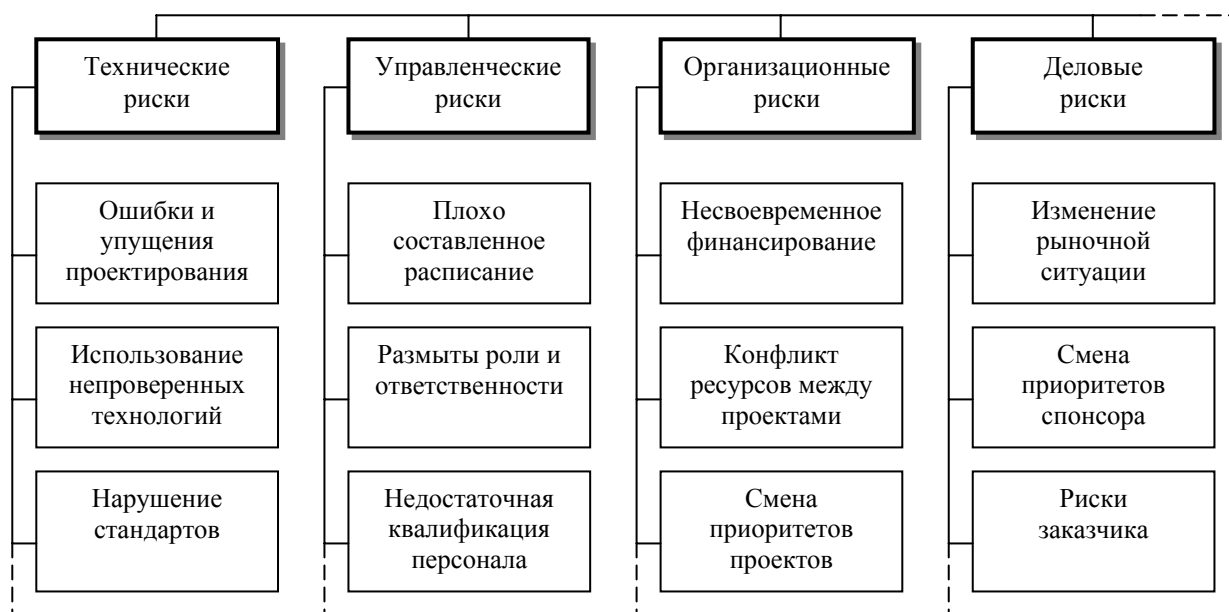 Технические
риски
Управленческие
риски
Организационные
риски
Деловые
риски
Ошибки и
упущения
проектирования
Плохо
составленное
расписание
Несвоевременное
финансирование
Изменение
рыночной
ситуации
Использование
непроверенных
технологий
Размыты роли и
ответственности
Конфликт
ресурсов между
проектами
Смена
приоритетов
спонсора
Нарушение
стандартов
Недостаточная
квалификация
персонала
Смена
приоритетов
проектов
Риски
заказчика